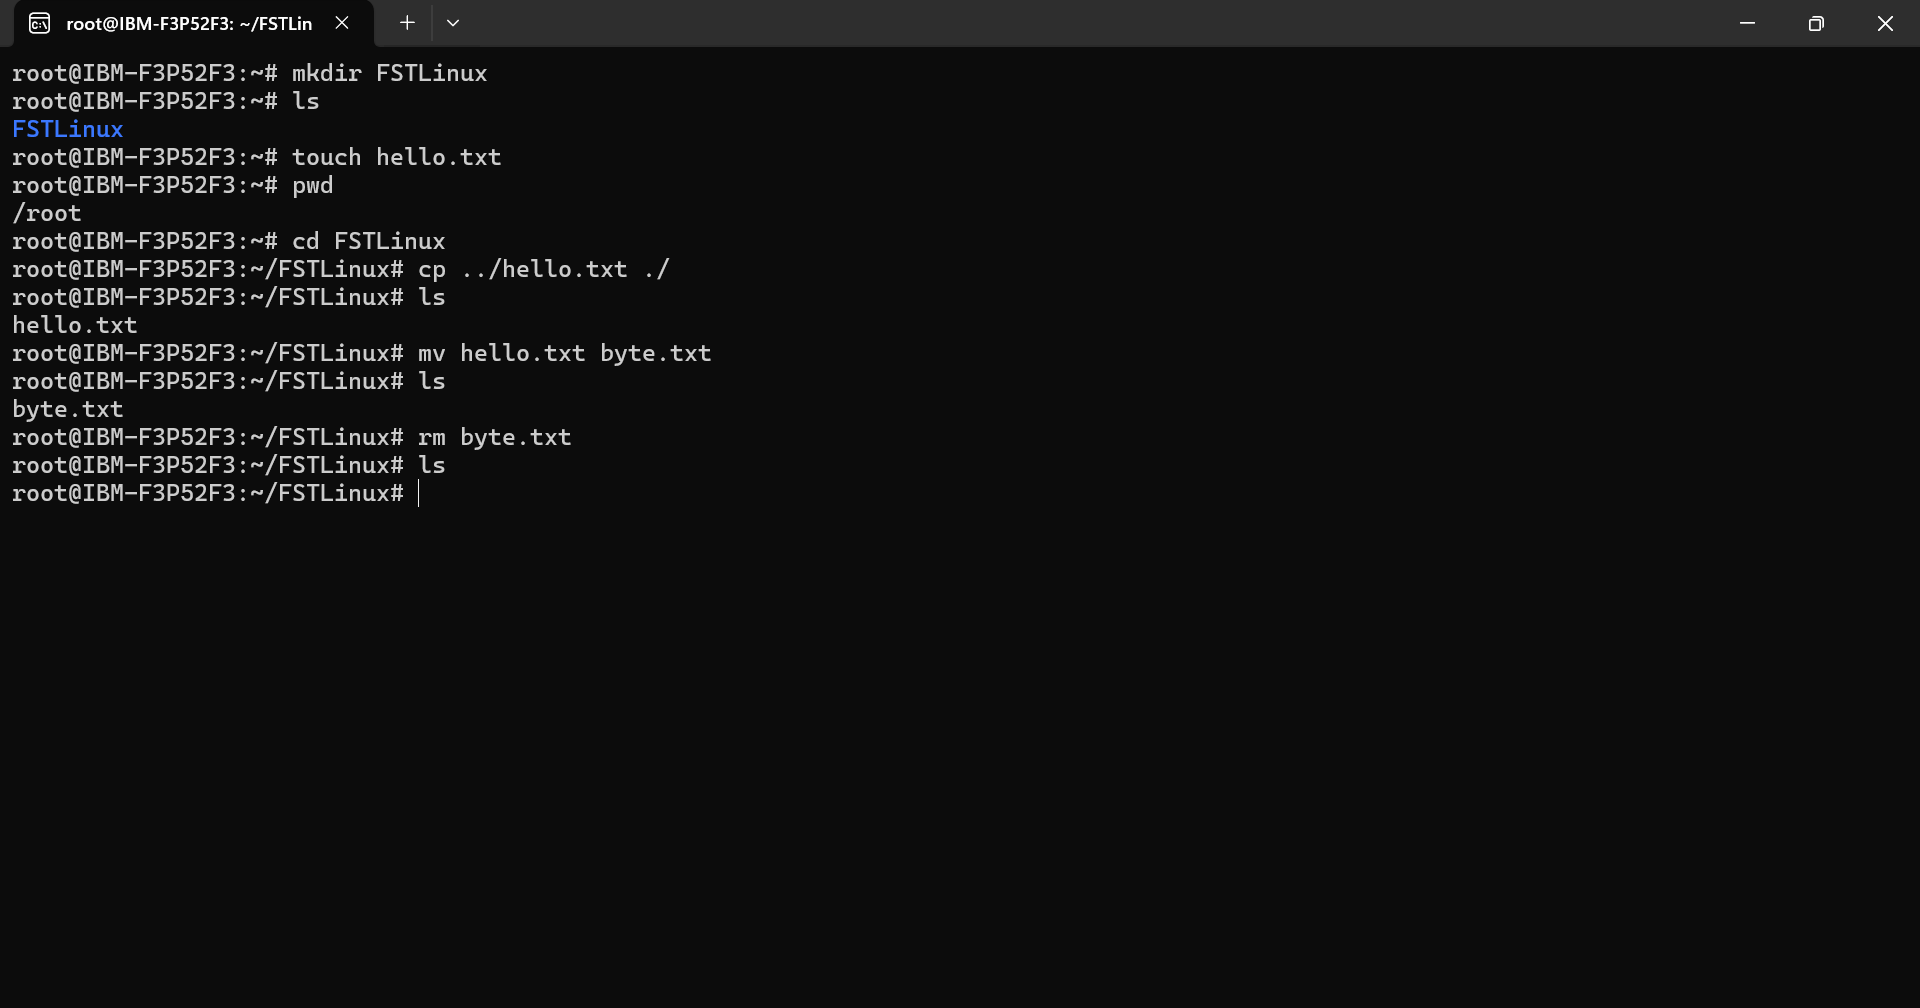 root@IBM-F3P52F3: ~/FSTLin
root@IBM-F3P52F3:~# mkdir FSTLinux
root@IBM-F3P52F3:~# ls
FSTLinux
root@IBM-F3P52F3:~# touch hello.txt
root@IBM-F3P52F3:~# pwd
/root
root@IBM-F3P52F3:~# cd FSTLinux
root@IBM-F3P52F3:~/FSTLinux# cp ../hello.txt ./
root@IBM-F3P52F3:~/FSTLinux# ls
hello.txt
root@IBM-F3P52F3:~/FSTLinux# mv hello.txt byte.txt
root@IBM-F3P52F3:~/FSTLinux# ls
byte.txt
root@IBM-F3P52F3:~/FSTLinux# rm byte.txt
root@IBM-F3P52F3:~/FSTLinux# ls
root@IBM-F3P52F3:~/FSTLinux#